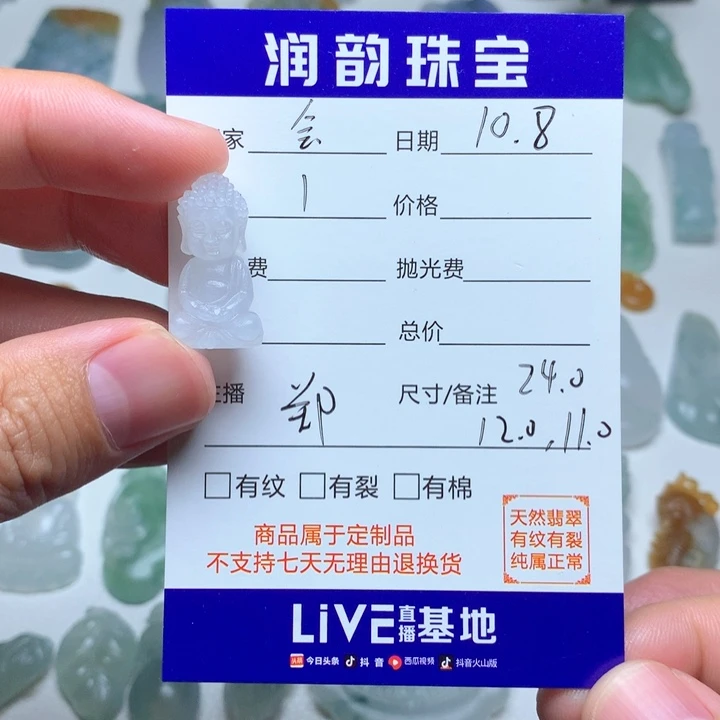 润韵珠宝
家 会 日期 10.8
1 价格
费 抛光费
总价
主播 郑 尺寸/备注 24.0
12.0,11.0
有纹 有裂 有棉
商品属于定制品
不支持七天无理由退换货
天然翡翠
有纹有裂
纯属正常
LiVE直播基地
头条 今日头条 抖音 西瓜视频 抖音火山版